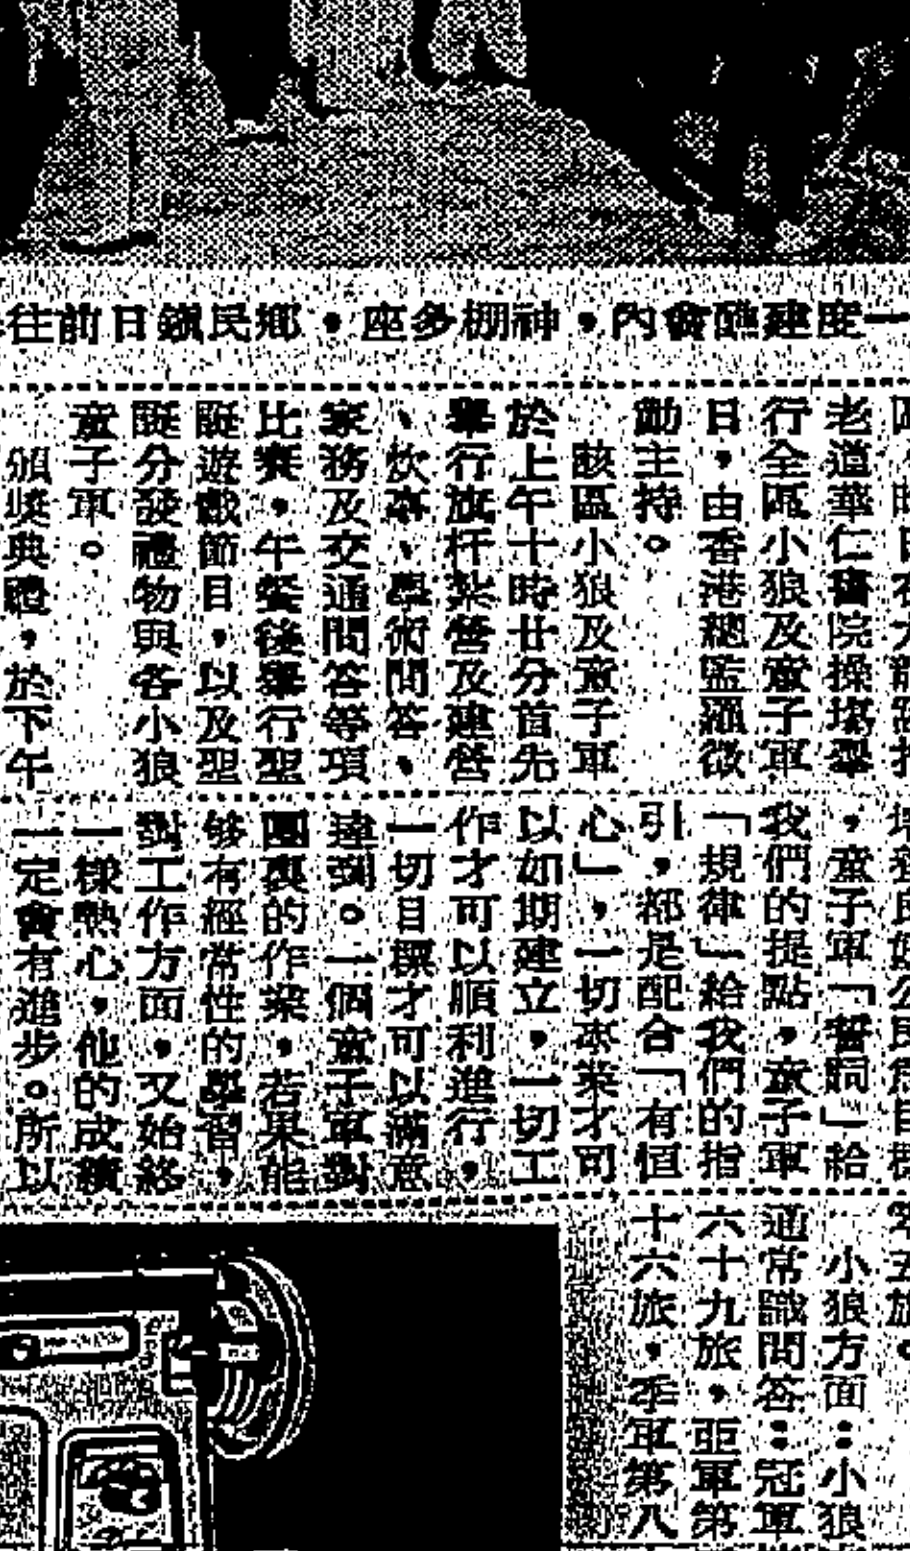 一度建醮會內，神棚多座，鄉民鎮日前往
老道華仁書院操場舉
行全區小狼及童子軍
日，由香港總監羅徵
勳主持。
該區小狼及童子軍
於上午十時廿分首先
舉行旗杆紮營及建營
、炊事、學術問答、
家務及交通問答等項
比賽，午餐後舉行聖
誕遊戲節目，以及聖
誕分發禮物與各小狼
童子軍。
頒獎典禮，於下午
，童子軍「誓詞」給
我們的提點，童子軍
「規律」給我們的指
引，都是配合「有恒
心」，一切來業才可
以如期建立，一切工
作才可以順利進行，
一切目標才可以滿意
達到。一個童子軍對
團裏的作業，若果能
够有經常性的學習，
對工作方面，又始終
一樣熱心，他的成績
一定會有進步。所以
小狼方面：小狼
通常識問答：冠軍
六十九旅，亞軍第
十六旅，季軍第八